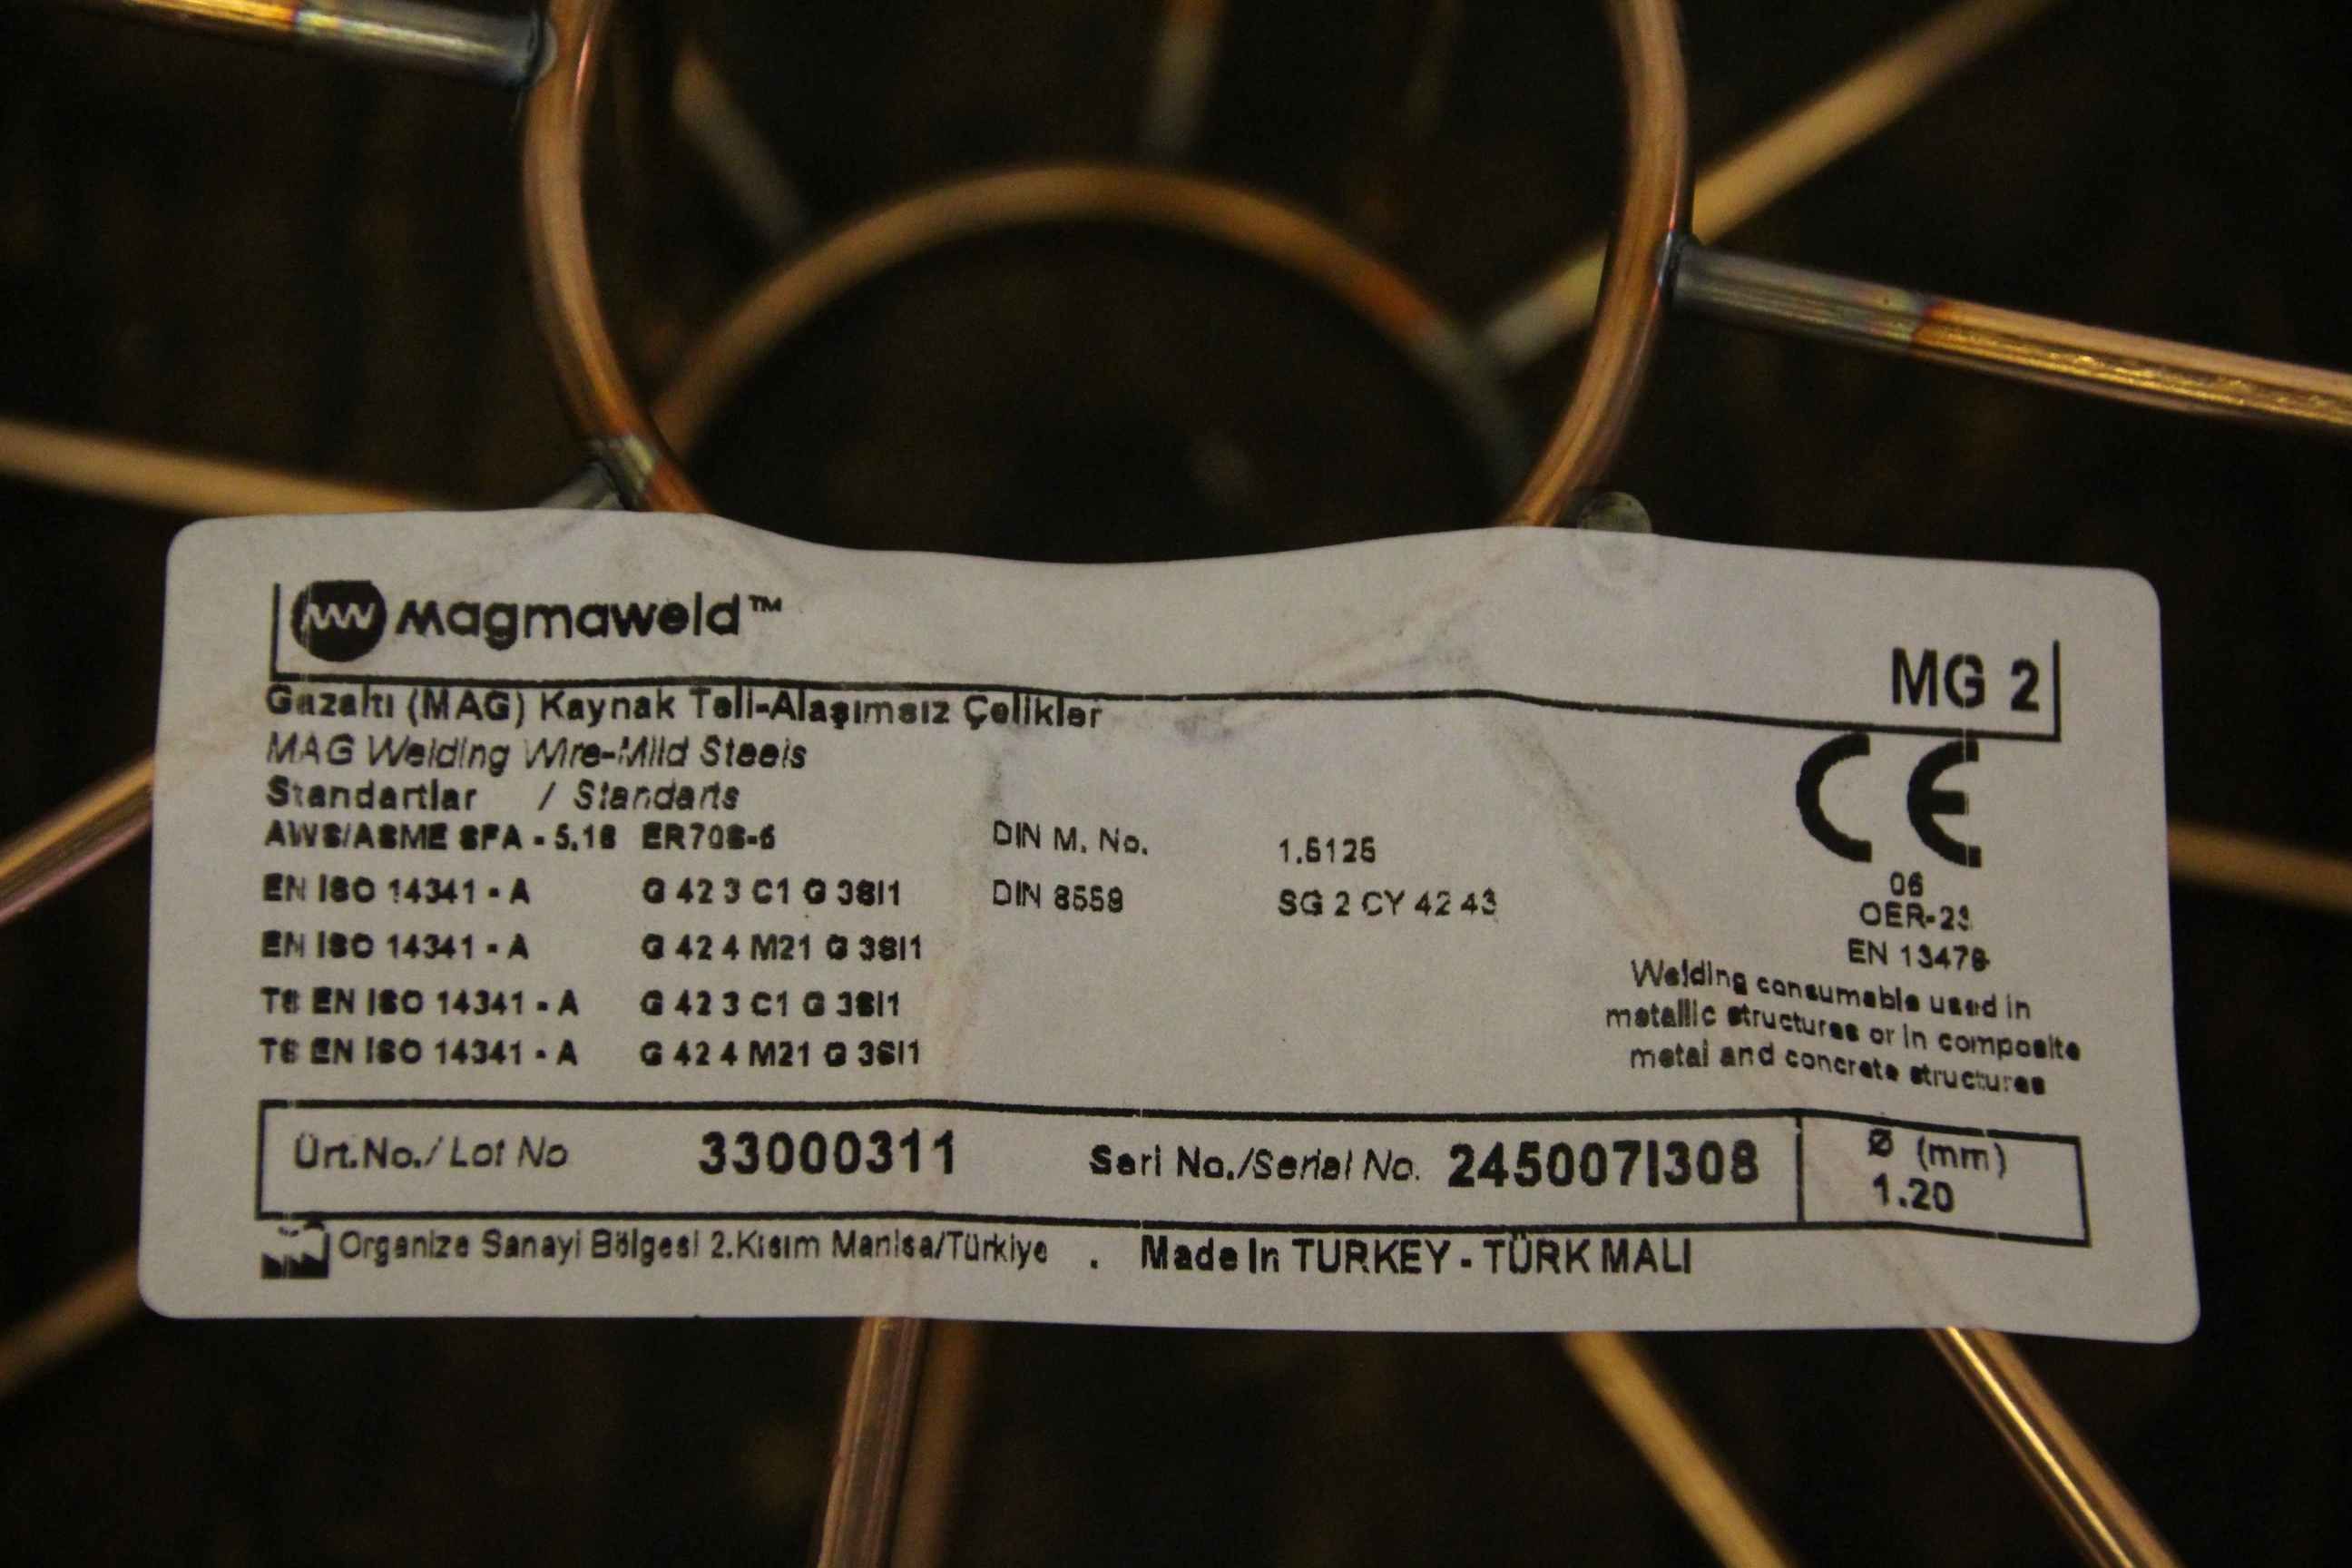 Magmaweld™
MG 2
Gazaltı (MAG) Kaynak Teli-Alaşımsız Çelikler
MAG Welding Wire-Mild Steels
Standartlar / Standarts
AWS/ASME SFA - 5.18 ER70S-6 DIN M. No. 1.5125
EN ISO 14341 - A G 42 3 C1 G 3SI1 DIN 8559 SG 2 CY 42 43
EN ISO 14341 - A G 42 4 M21 G 3SI1
TS EN ISO 14341 - A G 42 3 C1 G 3SI1
TS EN ISO 14341 - A G 42 4 M21 G 3SI1
CE
06
EN 13479
Welding consumable used in
metallic structures or in composite
metal and concrete structures
Ürt.No./ Lot No 33000311 Seri No./Serial No. 2450071308
Ø (mm)
1.20
Organize Sanayi Bölgesi 2.Kısım Manisa/Türkiye . Made In TURKEY - TÜRK MALI